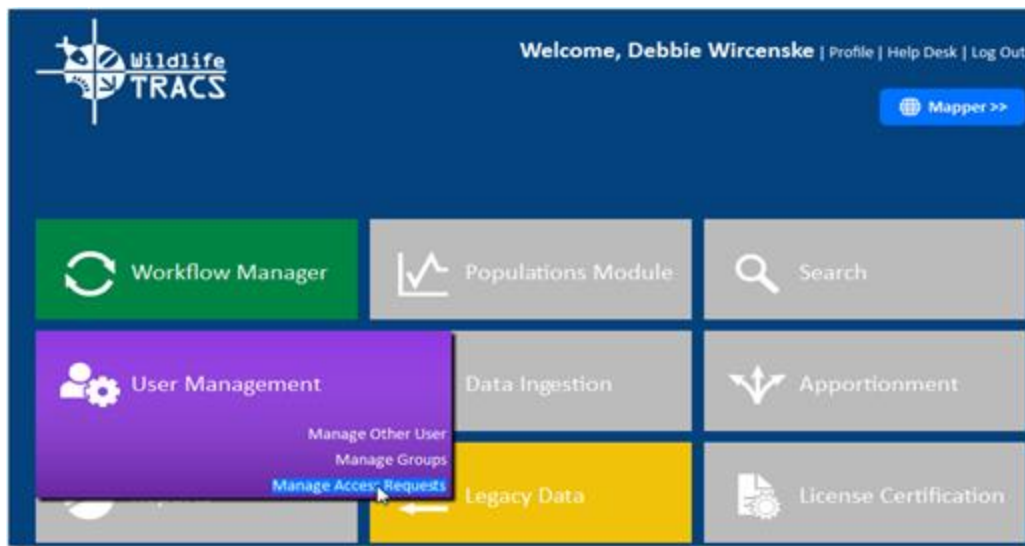 Wildlife
TRACS
Welcome, Debbie Wircenske | Profile | Help Desk | Log Out
Mapper >>
Workflow Manager
Populations Module
Search
User Management
Data Ingestion
Apportionment
Manage Other User
Manage Groups
Manage Access Requests
Legacy Data
License Certification